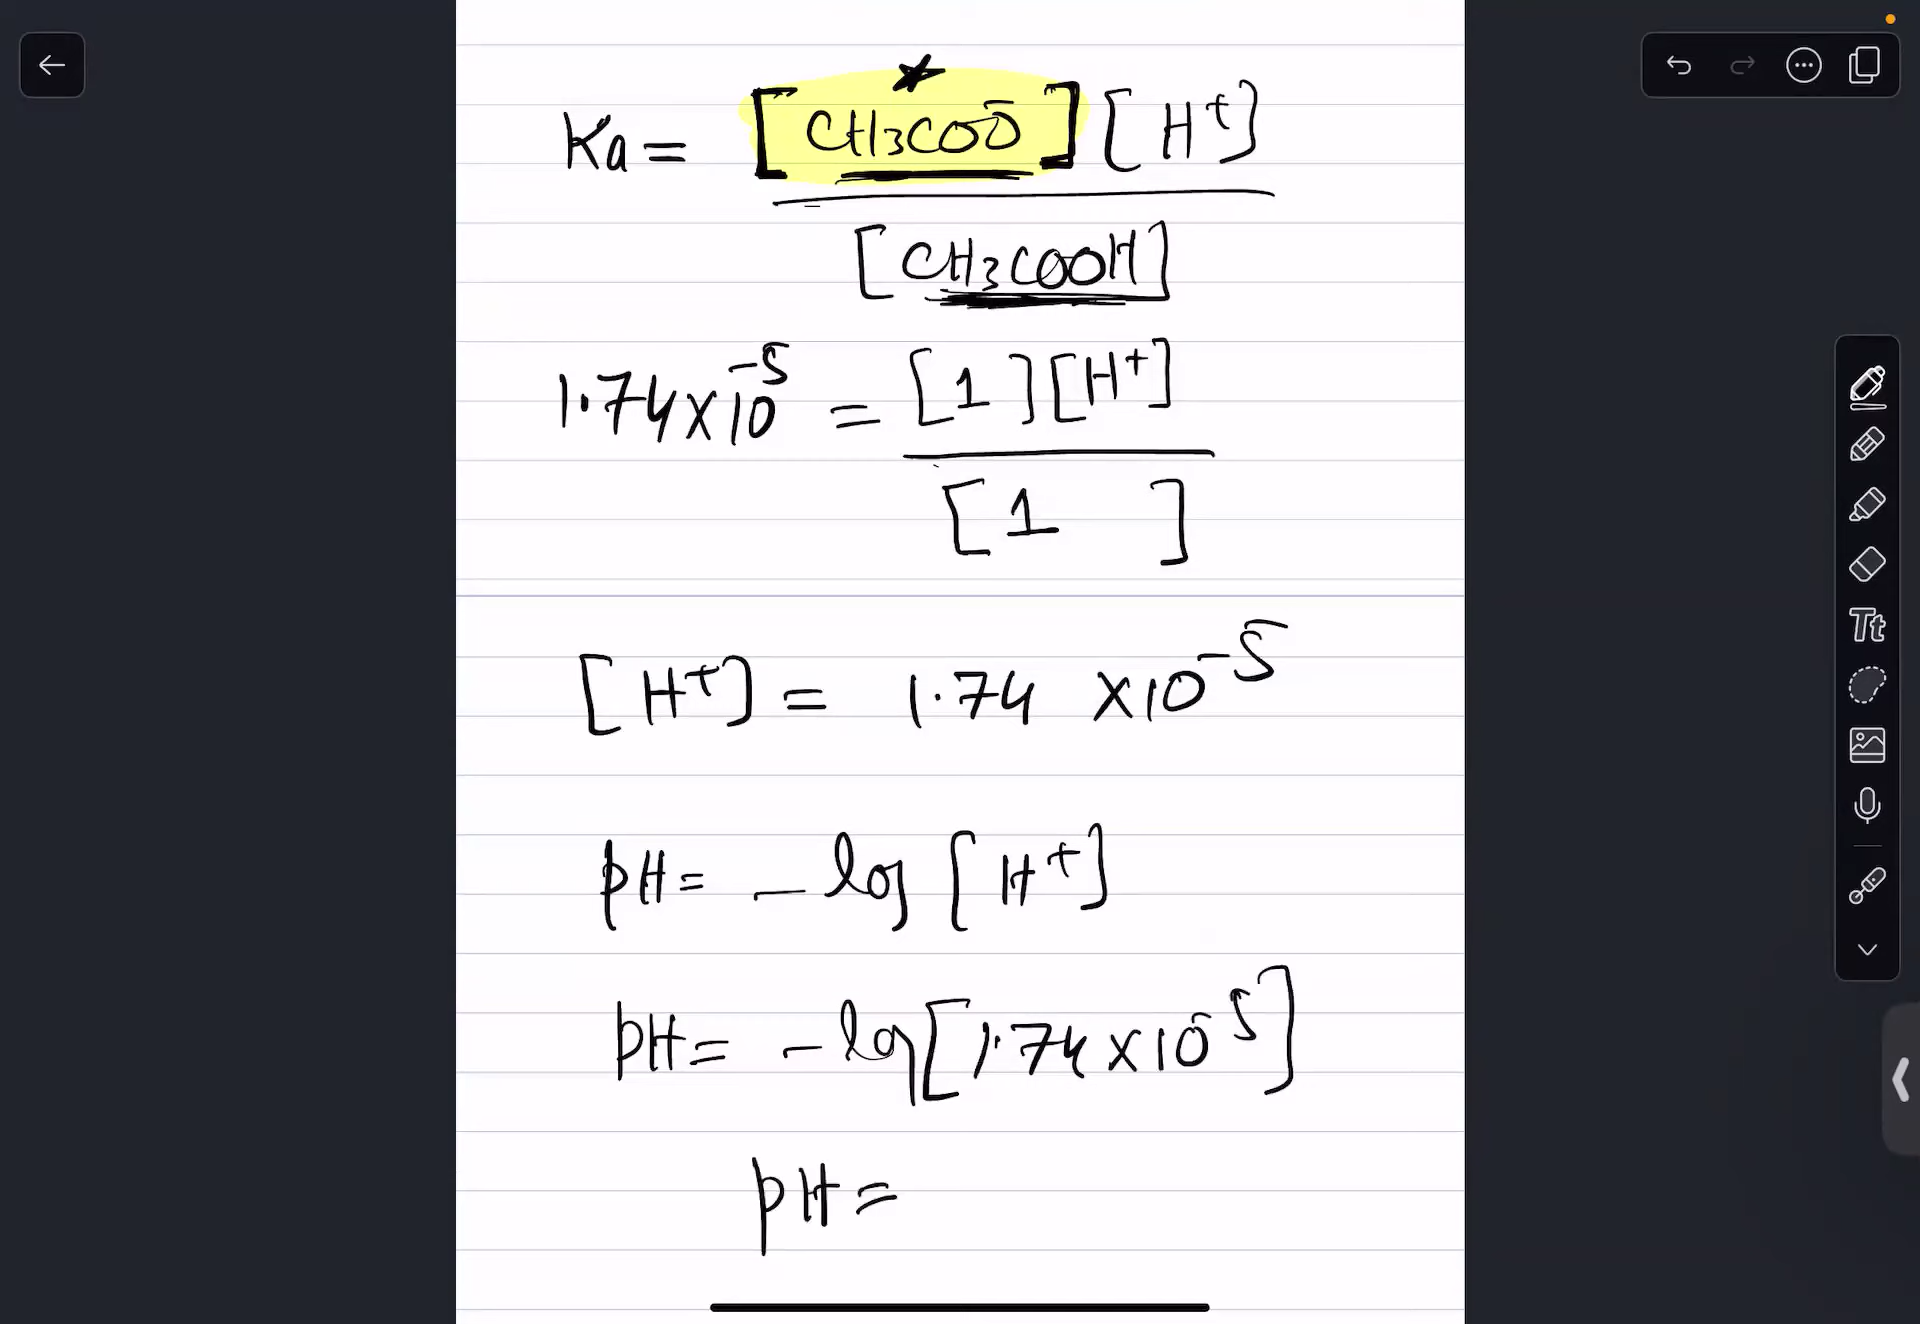 *
Ka = [CH3COO⁻][H⁺]
[CH3COOH]
1.74 × 10⁻⁵ = [1][H⁺]
[1]
[H⁺] = 1.74 × 10⁻⁵
pH = – log [H⁺]
pH = – log [1.74 × 10⁻⁵]
pH =
Tt